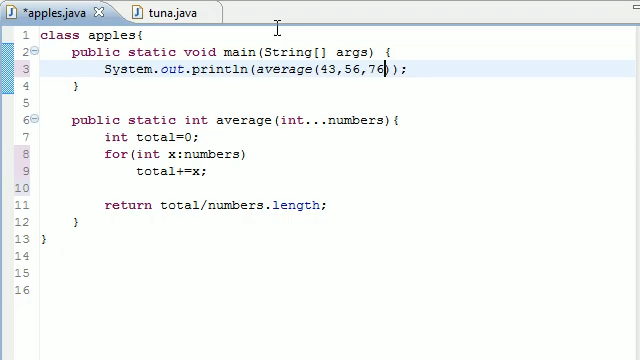 *apples.java tuna.java
1 class apples{
2 public static void main(String[] args) {
3 System.out.println(average(43,56,76));
4 }
5
6 public static int average(int...numbers){
7 int total=0;
8 for(int x:numbers)
9 total+=x;
10
11 return total/numbers.length;
12 }
13 }
14
15
16